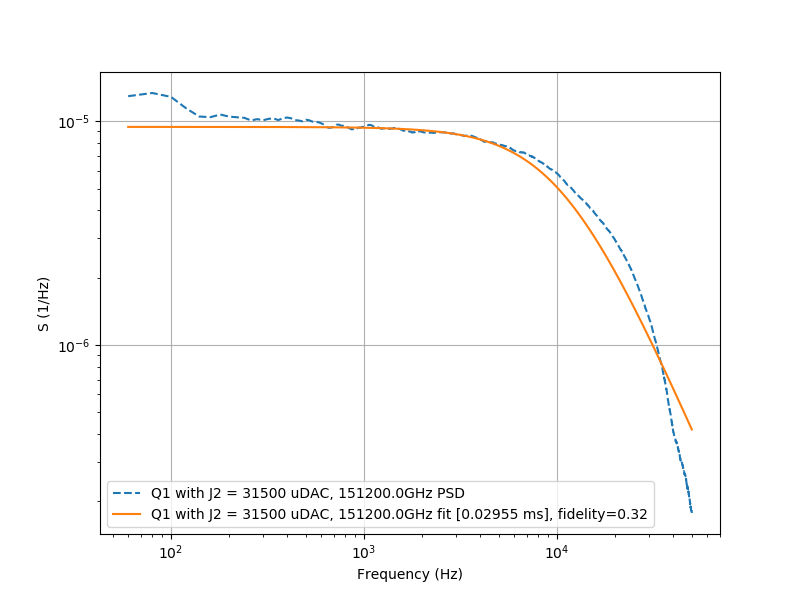 S (1/Hz)
10⁻⁵
10⁻⁶
10²
10³
10⁴
Frequency (Hz)
Q1 with J2 = 31500 uDAC, 151200.0GHz PSD
Q1 with J2 = 31500 uDAC, 151200.0GHz fit [0.02955 ms], fidelity=0.32